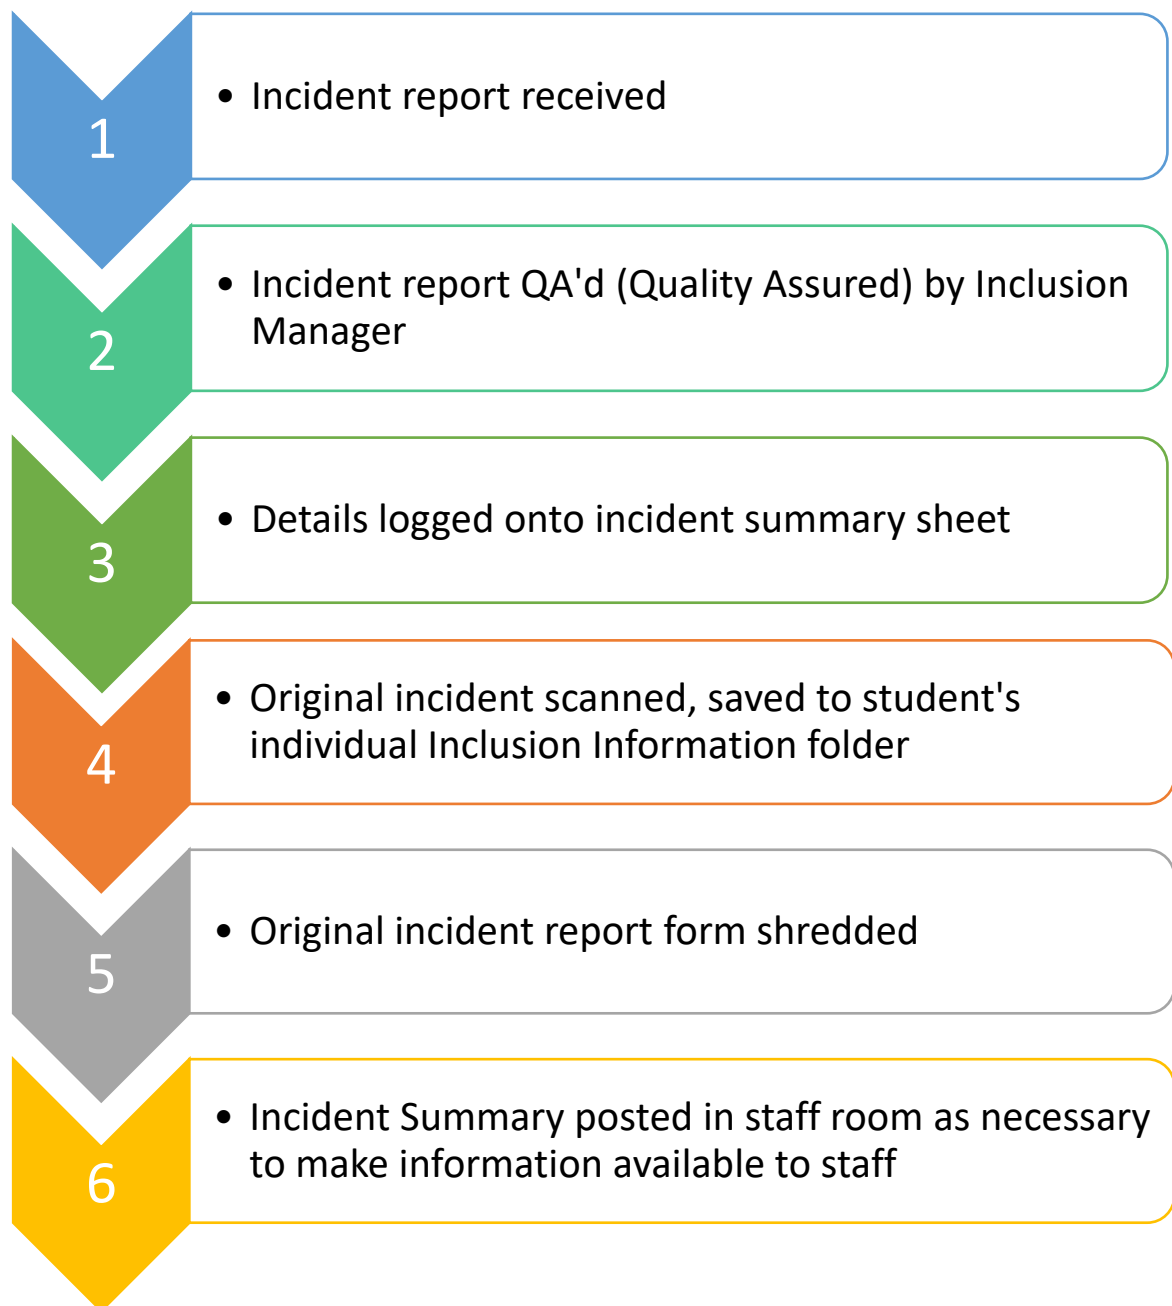 1
• Incident report received
2
• Incident report QA'd (Quality Assured) by Inclusion
Manager
3
• Details logged onto incident summary sheet
4
• Original incident scanned, saved to student's
individual Inclusion Information folder
5
• Original incident report form shredded
6
• Incident Summary posted in staff room as necessary
to make information available to staff